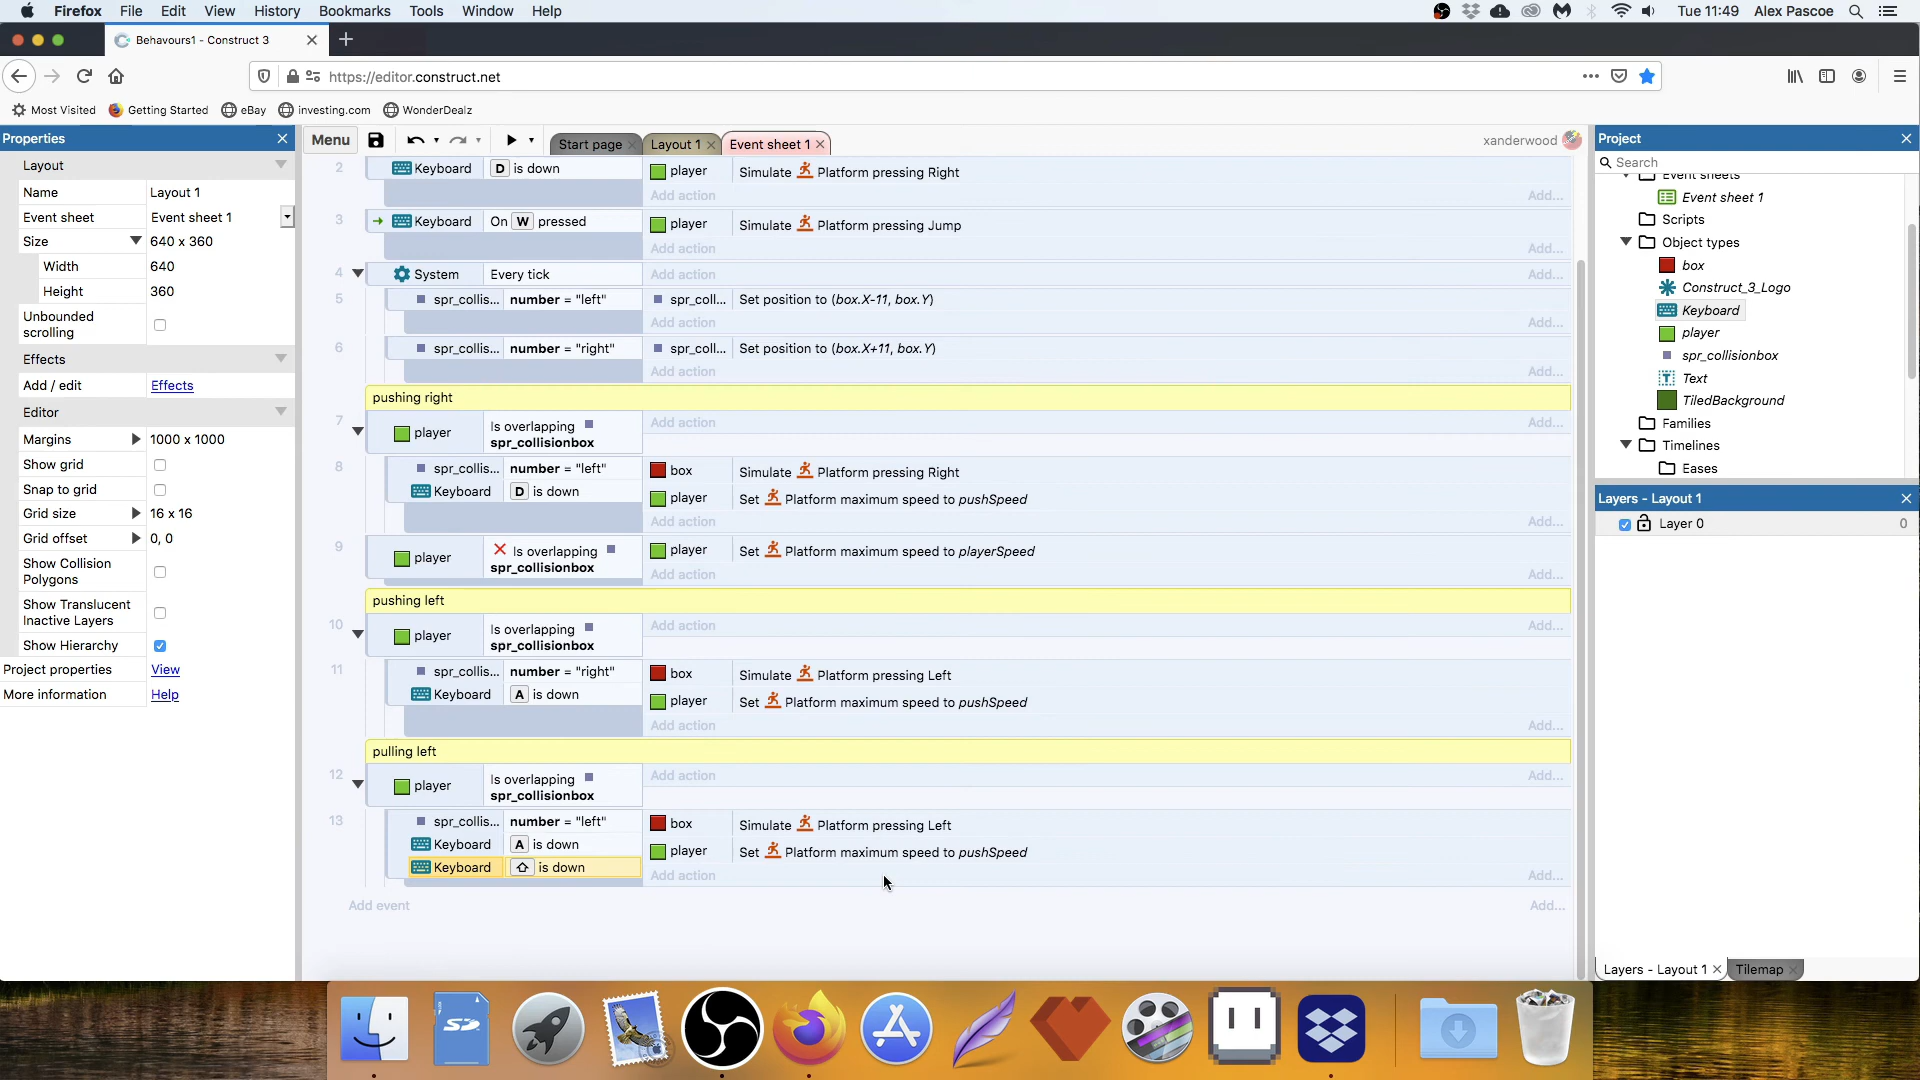 Firefox File Edit View History Bookmarks Tools Window Help Tue 11:49 Alex Pascoe
Behavours1 - Construct 3
https://editor.construct.net
Most Visited Getting Started eBay investing.com WonderDealz
Properties
Layout
Name Layout 1
Event sheet Event sheet 1
Size 640 x 360
Width 640
Height 360
Unbounded
scrolling
Effects
Add / edit Effects
Editor
Margins 1000 x 1000
Show grid
Snap to grid
Grid size 16 x 16
Grid offset 0, 0
Show Collision
Polygons
Show Translucent
Inactive Layers
Show Hierarchy
Project properties View
More information Help
Menu Start page Layout 1 Event sheet 1 xanderwood
2 Keyboard D is down player Simulate Platform pressing Right
Add action Add...
3 Keyboard On W pressed player Simulate Platform pressing Jump
Add action Add...
4 System Every tick Add action Add...
5 spr_collis... number = "left" spr_coll... Set position to (box.X-11, box.Y)
Add action Add...
6 spr_collis... number = "right" spr_coll... Set position to (box.X+11, box.Y)
Add action Add...
pushing right
7 player Is overlapping Add action Add...
spr_collisionbox
8 spr_collis... number = "left" box Simulate Platform pressing Right
Keyboard D is down player Set Platform maximum speed to pushSpeed
Add action Add...
9 player Is overlapping player Set Platform maximum speed to playerSpeed
spr_collisionbox Add action Add...
pushing left
10 player Is overlapping Add action Add...
spr_collisionbox
11 spr_collis... number = "right" box Simulate Platform pressing Left
Keyboard A is down player Set Platform maximum speed to pushSpeed
Add action Add...
pulling left
12 player Is overlapping Add action Add...
spr_collisionbox
13 spr_collis... number = "left" box Simulate Platform pressing Left
Keyboard A is down player Set Platform maximum speed to pushSpeed
Keyboard is down Add action Add...
Add event Add...
Project
Search
Event sheets
Event sheet 1
Scripts
Object types
box
Construct_3_Logo
Keyboard
player
spr_collisionbox
Text
TiledBackground
Families
Timelines
Eases
Layers - Layout 1
Layer 0 0
Layers - Layout 1 Tilemap
SD